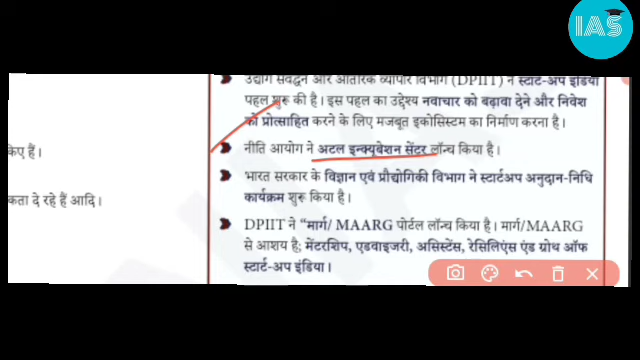 IAS
उद्योग संवर्द्धन और आंतरिक व्यापार विभाग (DPIIT) ने स्टार्ट-अप इंडिया
पहल शुरू की है। इस पहल का उद्देश्य नवाचार को बढ़ावा देने और निवेश
को प्रोत्साहित करने के लिए मजबूत इकोसिस्टम का निर्माण करना है।
किए हैं।
नीति आयोग ने अटल इन्क्यूबेशन सेंटर लॉन्च किया है।
भारत सरकार के विज्ञान एवं प्रौद्योगिकी विभाग ने स्टार्टअप अनुदान-निधि
कता दे रहे हैं आदि।
कार्यक्रम शुरू किया है।
DPIIT ने “मार्ग/ MAARG पोर्टल लॉन्च किया है। मार्ग/MAARG
से आशय है; मेंटरशिप, एडवाइजरी, असिस्टेंस, रेसिलिएंस एंड ग्रोथ ऑफ
स्टार्ट-अप इंडिया।